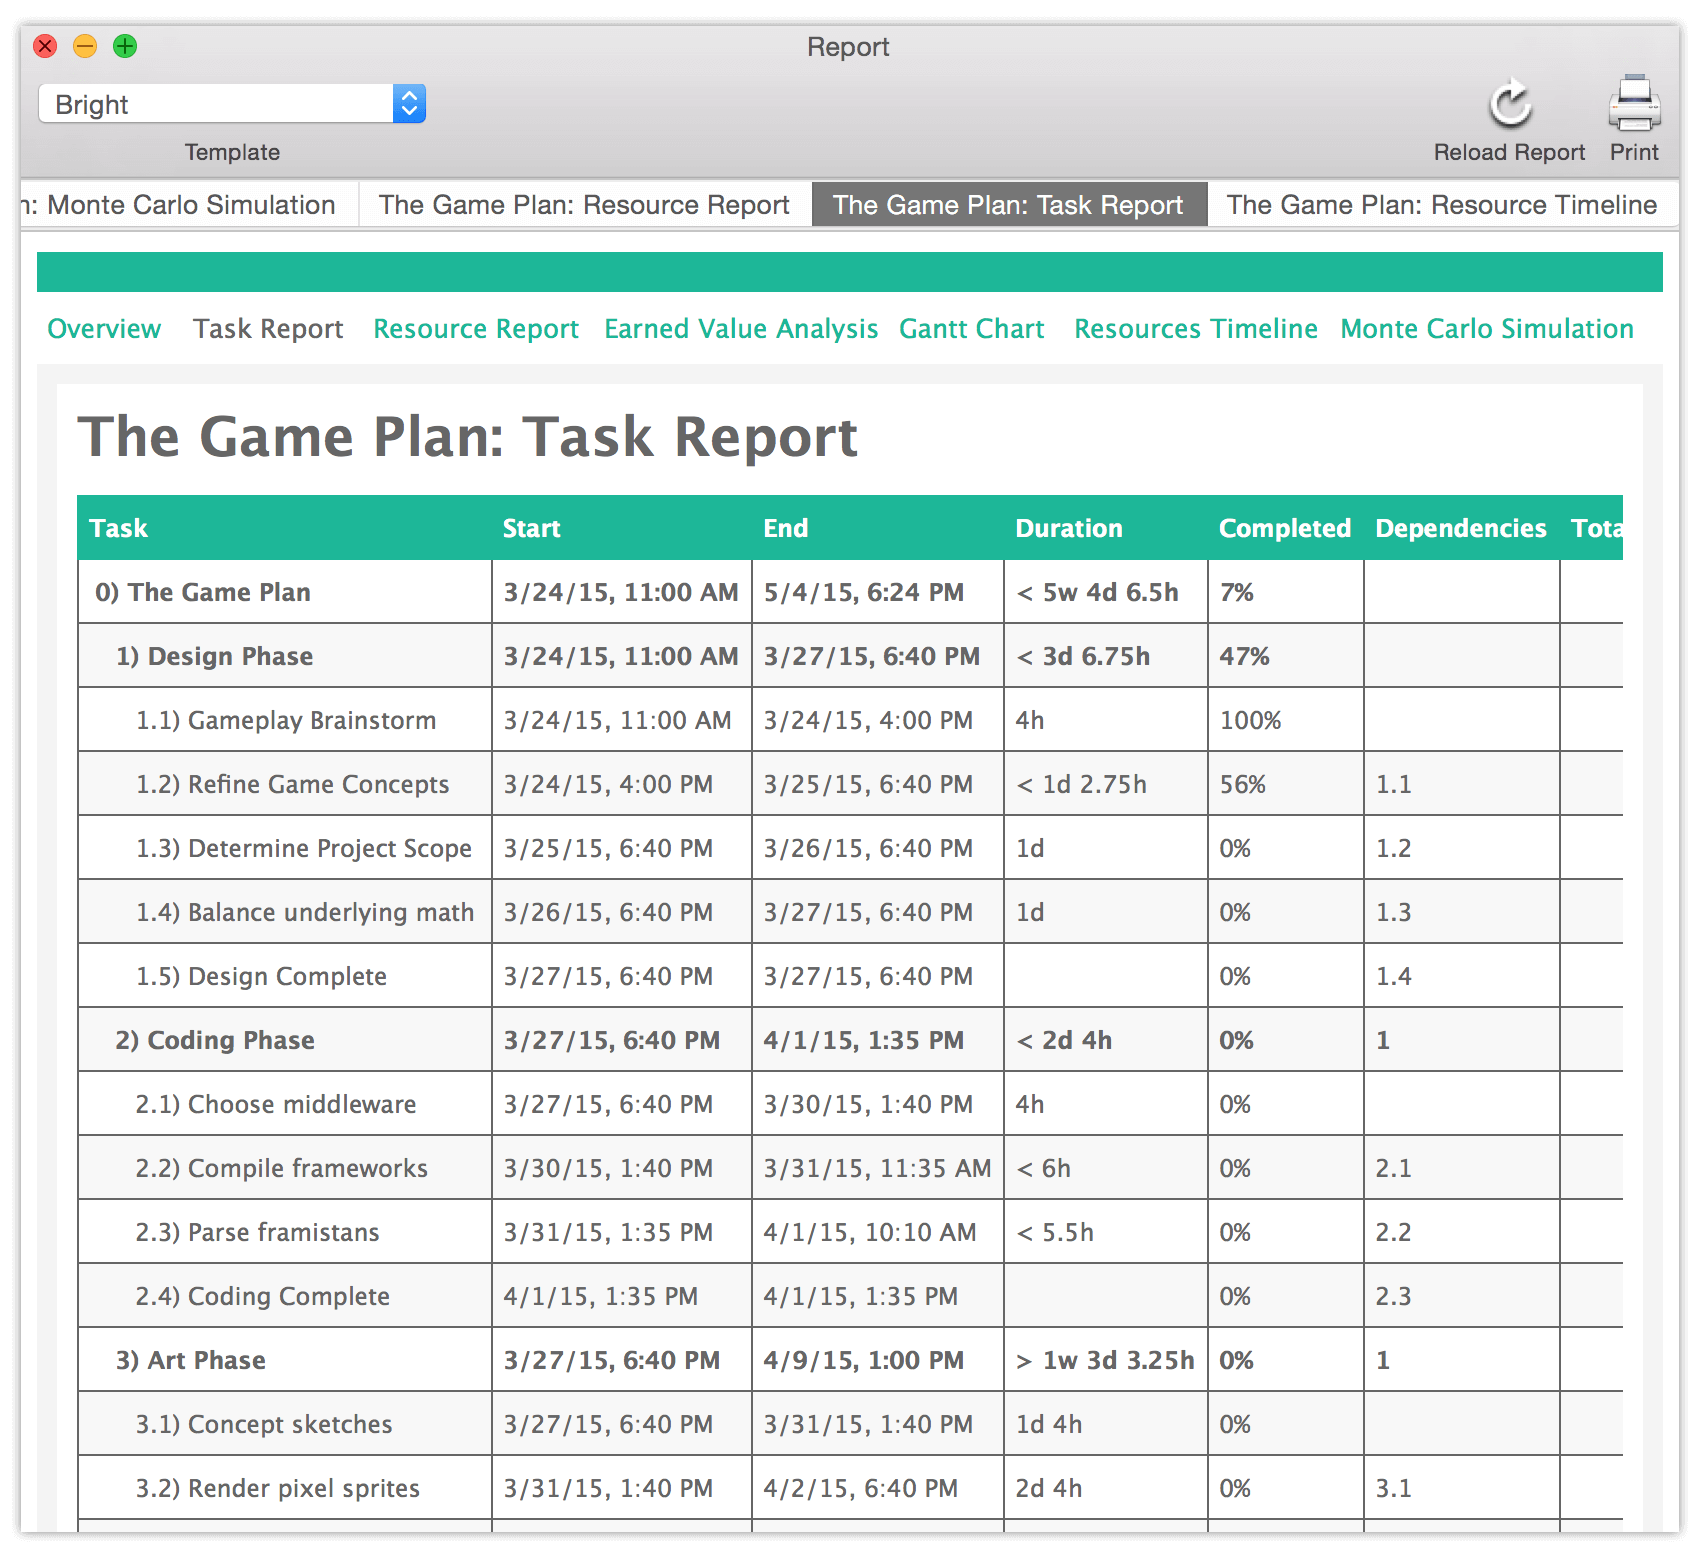 Report
Bright
Template
Reload Report Print
n: Monte Carlo Simulation The Game Plan: Resource Report The Game Plan: Task Report The Game Plan: Resource Timeline
Overview Task Report Resource Report Earned Value Analysis Gantt Chart Resources Timeline Monte Carlo Simulation
The Game Plan: Task Report
Task Start End Duration Completed Dependencies Tota
0) The Game Plan 3/24/15, 11:00 AM 5/4/15, 6:24 PM < 5w 4d 6.5h 7%
1) Design Phase 3/24/15, 11:00 AM 3/27/15, 6:40 PM < 3d 6.75h 47%
1.1) Gameplay Brainstorm 3/24/15, 11:00 AM 3/24/15, 4:00 PM 4h 100%
1.2) Refine Game Concepts 3/24/15, 4:00 PM 3/25/15, 6:40 PM < 1d 2.75h 56% 1.1
1.3) Determine Project Scope 3/25/15, 6:40 PM 3/26/15, 6:40 PM 1d 0% 1.2
1.4) Balance underlying math 3/26/15, 6:40 PM 3/27/15, 6:40 PM 1d 0% 1.3
1.5) Design Complete 3/27/15, 6:40 PM 3/27/15, 6:40 PM 0% 1.4
2) Coding Phase 3/27/15, 6:40 PM 4/1/15, 1:35 PM < 2d 4h 0% 1
2.1) Choose middleware 3/27/15, 6:40 PM 3/30/15, 1:40 PM 4h 0%
2.2) Compile frameworks 3/30/15, 1:40 PM 3/31/15, 11:35 AM < 6h 0% 2.1
2.3) Parse framistans 3/31/15, 1:35 PM 4/1/15, 10:10 AM < 5.5h 0% 2.2
2.4) Coding Complete 4/1/15, 1:35 PM 4/1/15, 1:35 PM 0% 2.3
3) Art Phase 3/27/15, 6:40 PM 4/9/15, 1:00 PM > 1w 3d 3.25h 0% 1
3.1) Concept sketches 3/27/15, 6:40 PM 3/31/15, 1:40 PM 1d 4h 0%
3.2) Render pixel sprites 3/31/15, 1:40 PM 4/2/15, 6:40 PM 2d 4h 0% 3.1